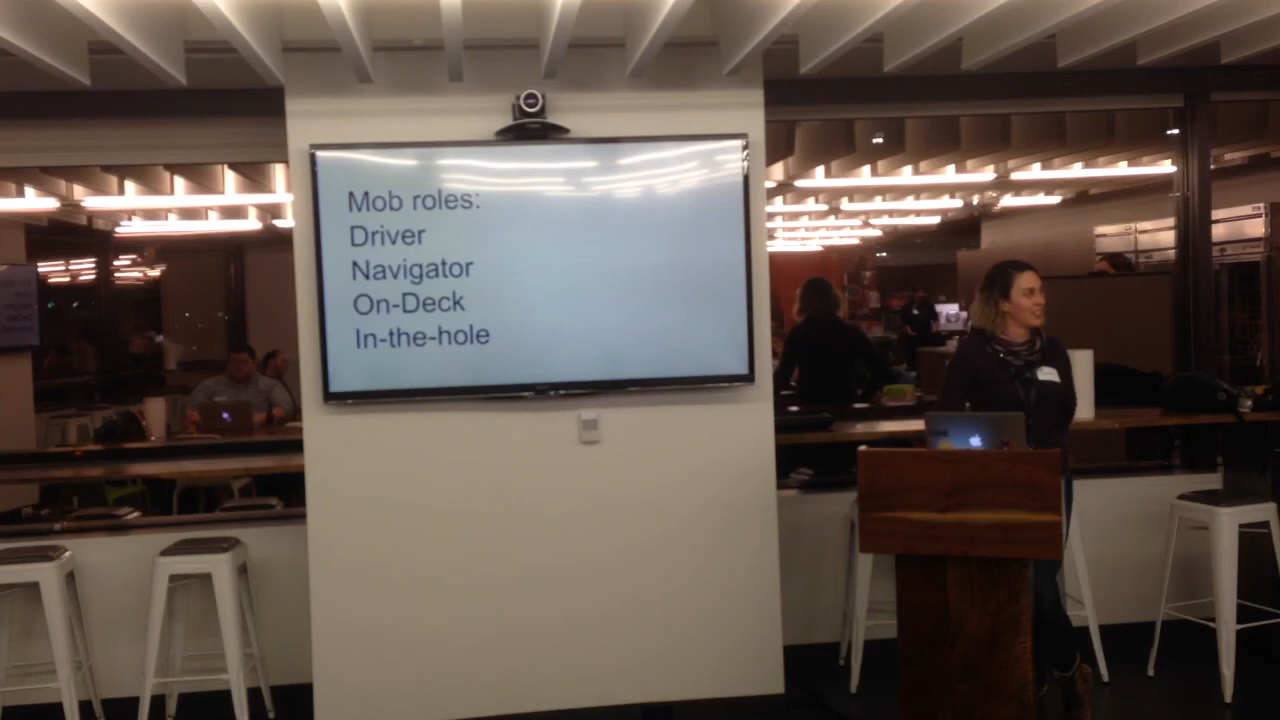 Mob roles:
Driver
Navigator
On-Deck
In-the-hole